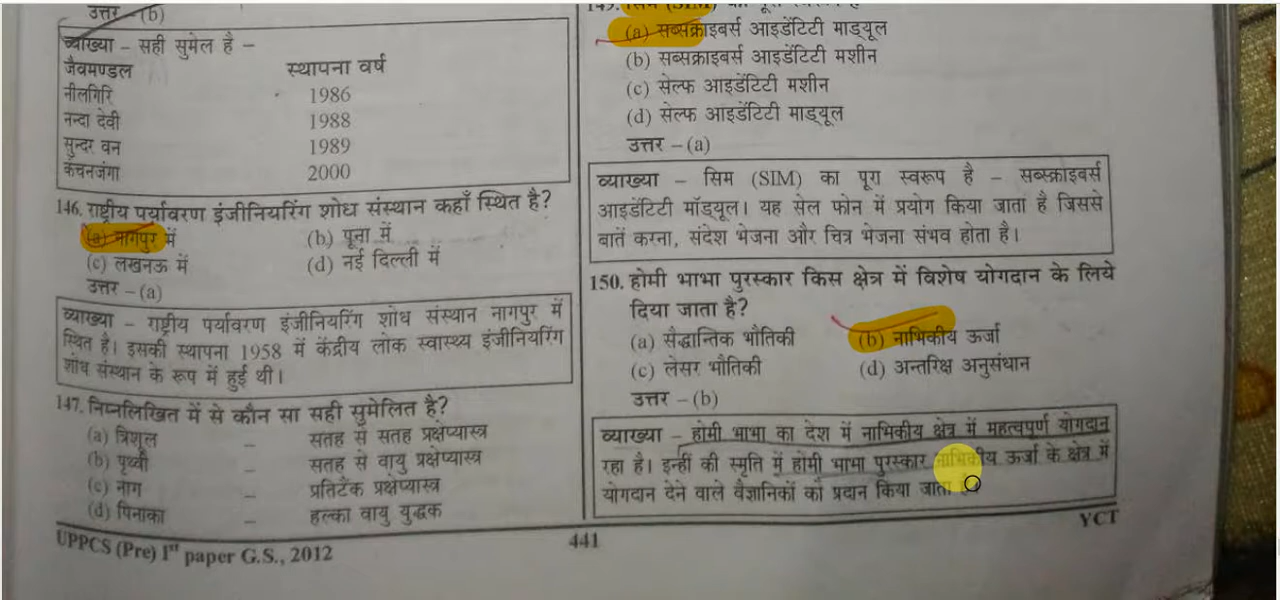 उत्तर –(b)
व्याख्या – सही सुमेल है –
जैवमण्डल स्थापना वर्ष
नीलगिरि 1986
नन्दा देवी 1988
सुन्दर वन 1989
कंचनजंगा 2000
146. राष्ट्रीय पर्यावरण इंजीनियरिंग शोध संस्थान कहाँ स्थित है?
(a) नागपुर में (b) पूना में
(c) लखनऊ में (d) नई दिल्ली में
उत्तर –(a)
व्याख्या – राष्ट्रीय पर्यावरण इंजीनियरिंग शोध संस्थान नागपुर में
स्थित है। इसकी स्थापना 1958 में केंद्रीय लोक स्वास्थ्य इंजीनियरिंग
शोध संस्थान के रूप में हुई थी।
147. निम्नलिखित में से कौन सा सही सुमेलित है?
(a) त्रिशूल – सतह से सतह प्रक्षेप्यास्त्र
(b) पृथ्वी – सतह से वायु प्रक्षेप्यास्त्र
(c) नाग – प्रतिटैंक प्रक्षेप्यास्त्र
(d) पिनाका – हल्का वायु युद्धक
UPPCS (Pre) Ist paper G.S., 2012
441
149. सिम (SIM)
(a) सब्सक्राइबर्स आइडेंटिटी माड्यूल
(b) सब्सक्राइबर्स आइडेंटिटी मशीन
(c) सेल्फ आइडेंटिटी मशीन
(d) सेल्फ आइडेंटिटी माड्यूल
उत्तर –(a)
व्याख्या – सिम (SIM) का पूरा स्वरूप है – सब्स्क्राइबर्स
आइडेंटिटी मॉड्यूल। यह सेल फोन में प्रयोग किया जाता है जिससे
बातें करना, संदेश भेजना और चित्र भेजना संभव होता है।
150. होमी भाभा पुरस्कार किस क्षेत्र में विशेष योगदान के लिये
दिया जाता है?
(a) सैद्धान्तिक भौतिकी (b) नाभिकीय ऊर्जा
(c) लेसर भौतिकी (d) अन्तरिक्ष अनुसंधान
उत्तर –(b)
व्याख्या – होमी भाभा का देश में नाभिकीय क्षेत्र में महत्वपूर्ण योगदान
रहा है। इन्हीं की स्मृति में होमी भाभा पुरस्कार नाभिकीय ऊर्जा के क्षेत्र में
योगदान देने वाले वैज्ञानिकों को प्रदान किया जाता
YCT